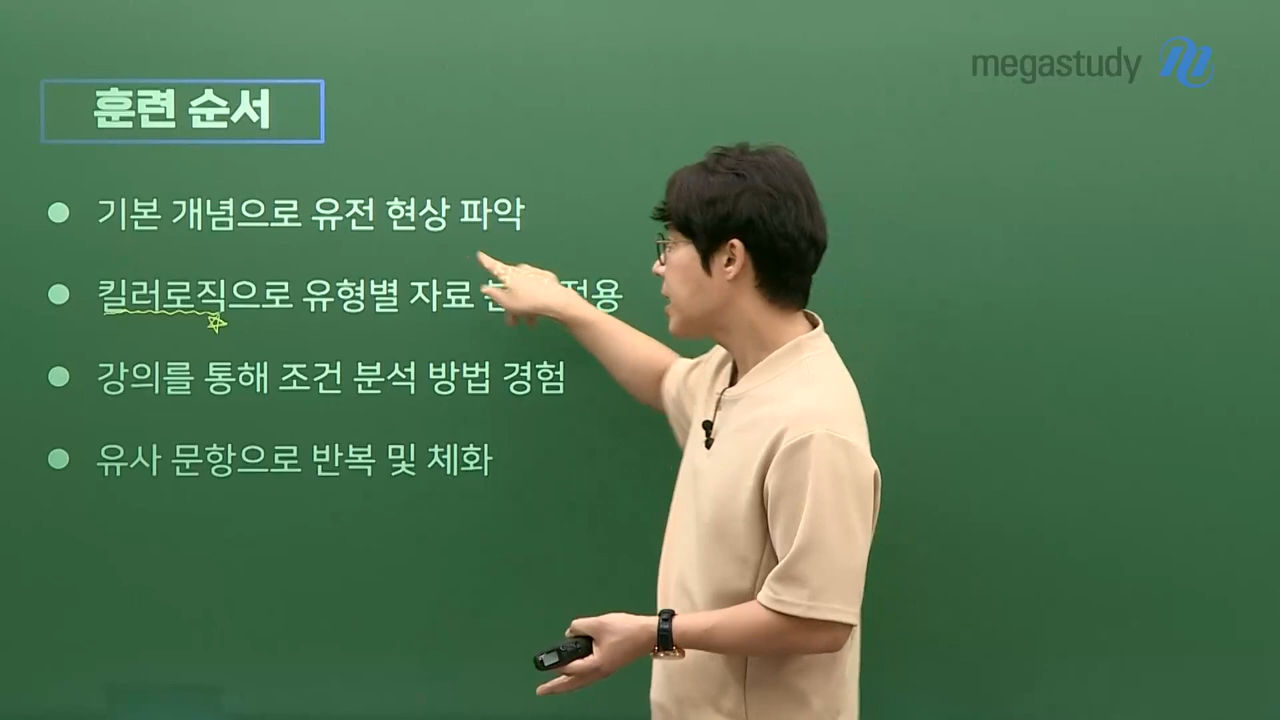 megastudy
훈련 순서
기본 개념으로 유전 현상 파악
킬러로직으로 유형별 자료 적용
강의를 통해 조건 분석 방법 경험
유사 문항으로 반복 및 체화